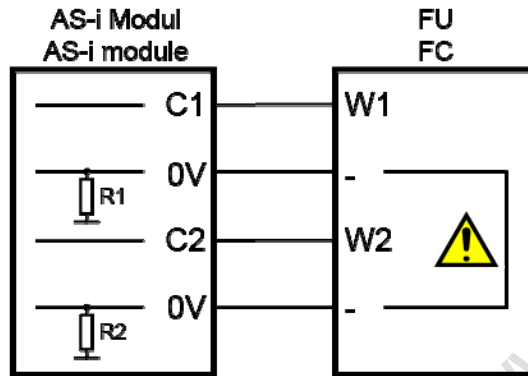 AS-i Modul FU
AS-i module FC
C1 W1
0V -
R1
C2 W2
0V -
R2